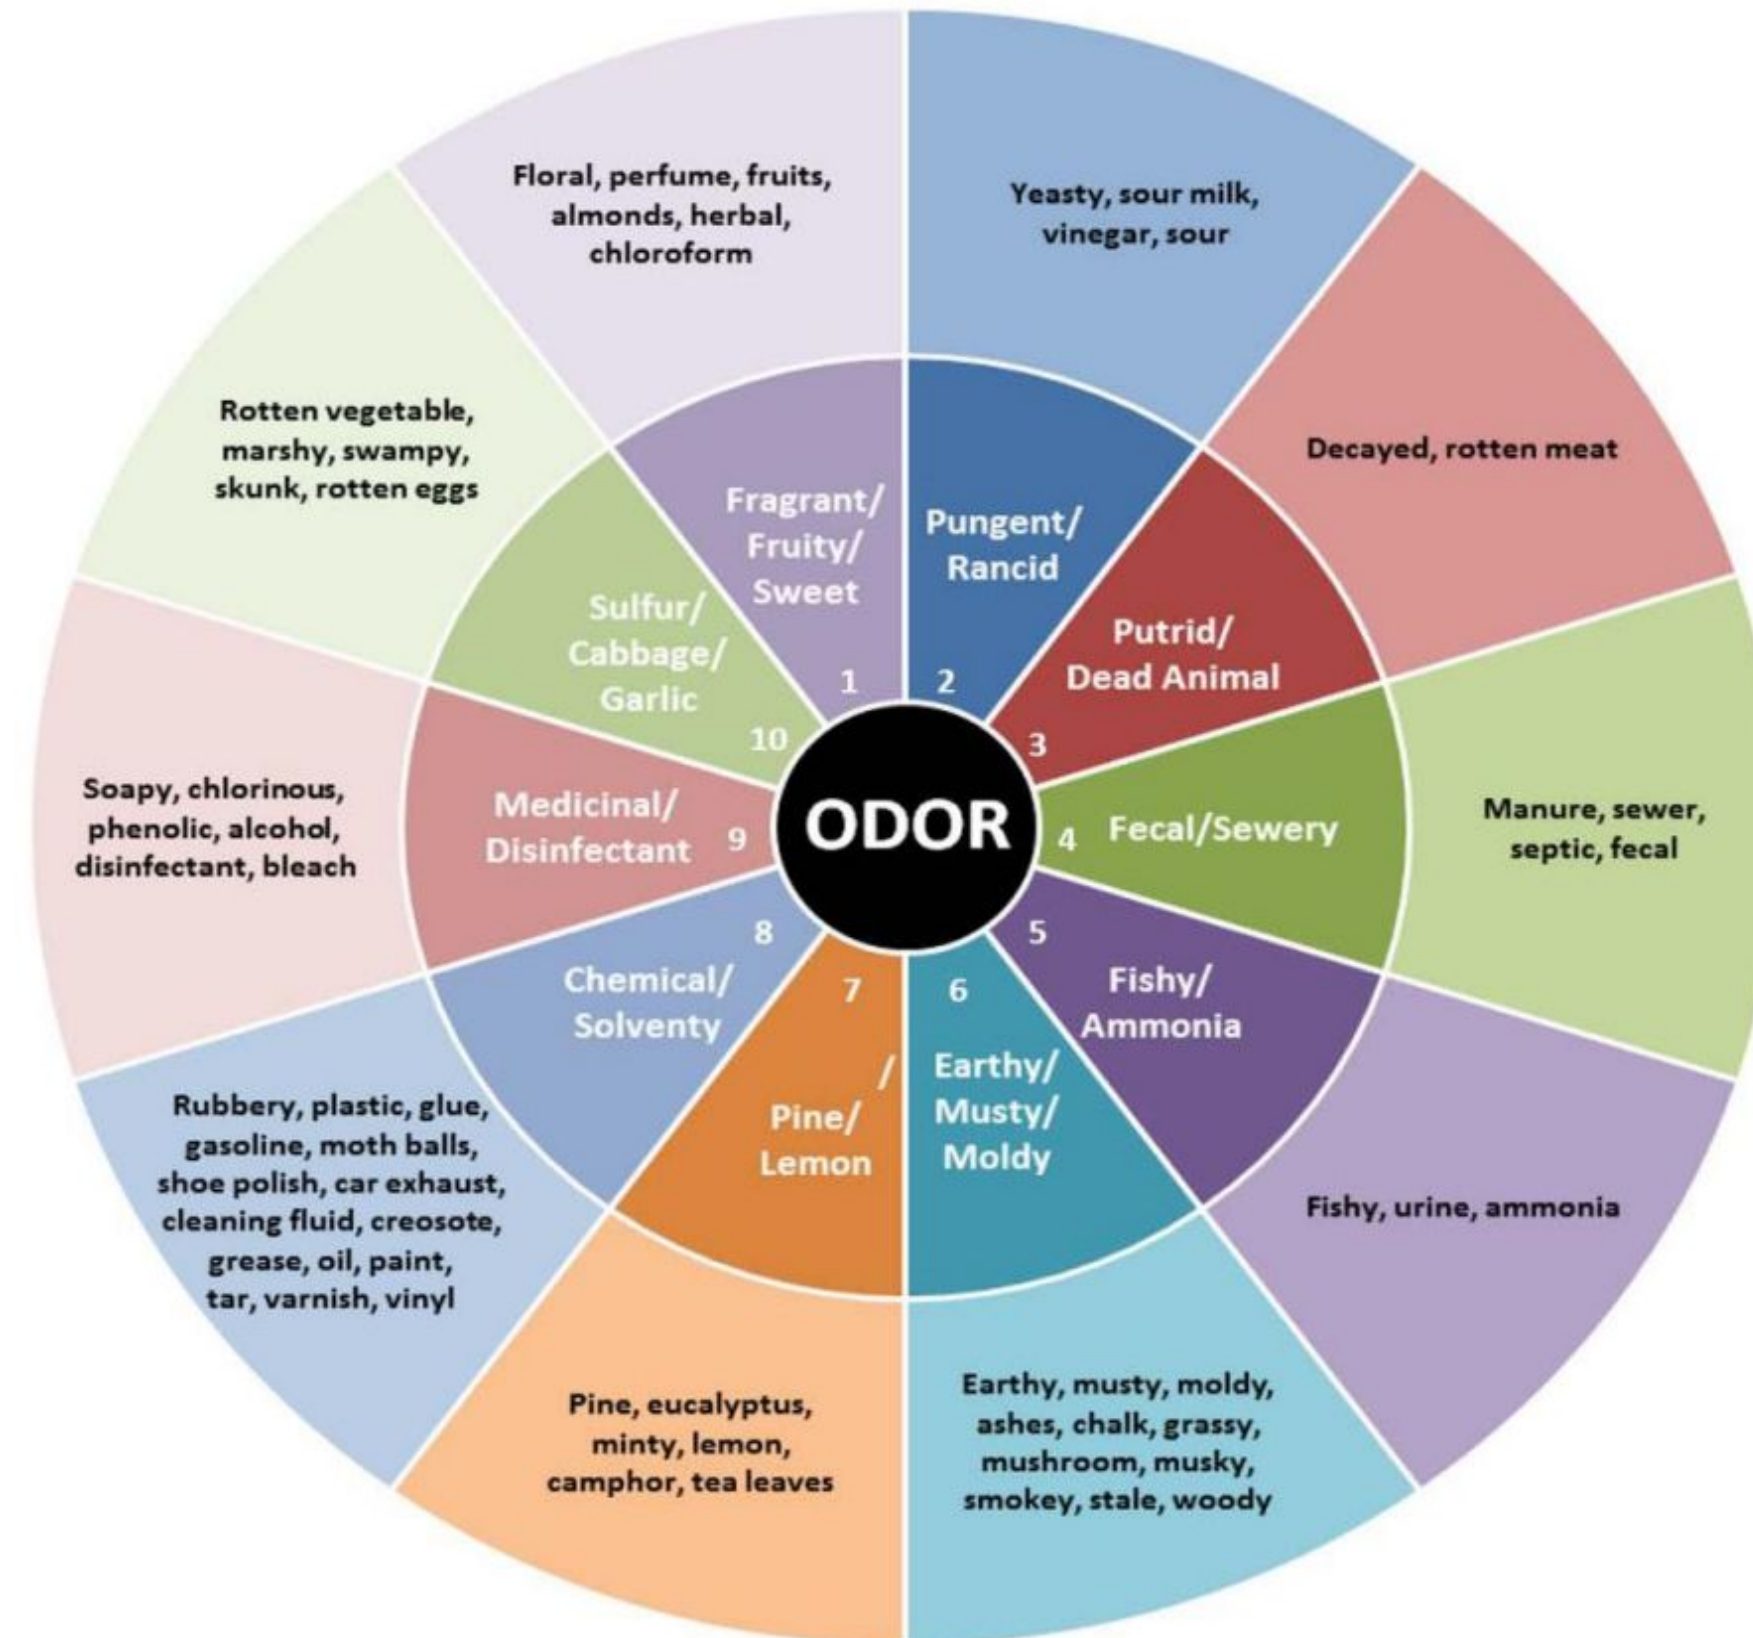 ODOR
Fragrant/
Fruity/
Sweet
1
Floral, perfume, fruits,
almonds, herbal,
chloroform
Pungent/
Rancid
2
Yeasty, sour milk,
vinegar, sour
Putrid/
Dead Animal
3
Decayed, rotten meat
4
Fecal/Sewery
Manure, sewer,
septic, fecal
5
Fishy/
Ammonia
Fishy, urine, ammonia
6
Earthy/
Musty/
Moldy
Earthy, musty, moldy,
ashes, chalk, grassy,
mushroom, musky,
smokey, stale, woody
7
/
Pine/
Lemon
Pine, eucalyptus,
minty, lemon,
camphor, tea leaves
8
Chemical/
Solventy
Rubbery, plastic, glue,
gasoline, moth balls,
shoe polish, car exhaust,
cleaning fluid, creosote,
grease, oil, paint,
tar, varnish, vinyl
Medicinal/
Disinfectant
9
Soapy, chlorinous,
phenolic, alcohol,
disinfectant, bleach
Sulfur/
Cabbage/
Garlic
10
Rotten vegetable,
marshy, swampy,
skunk, rotten eggs